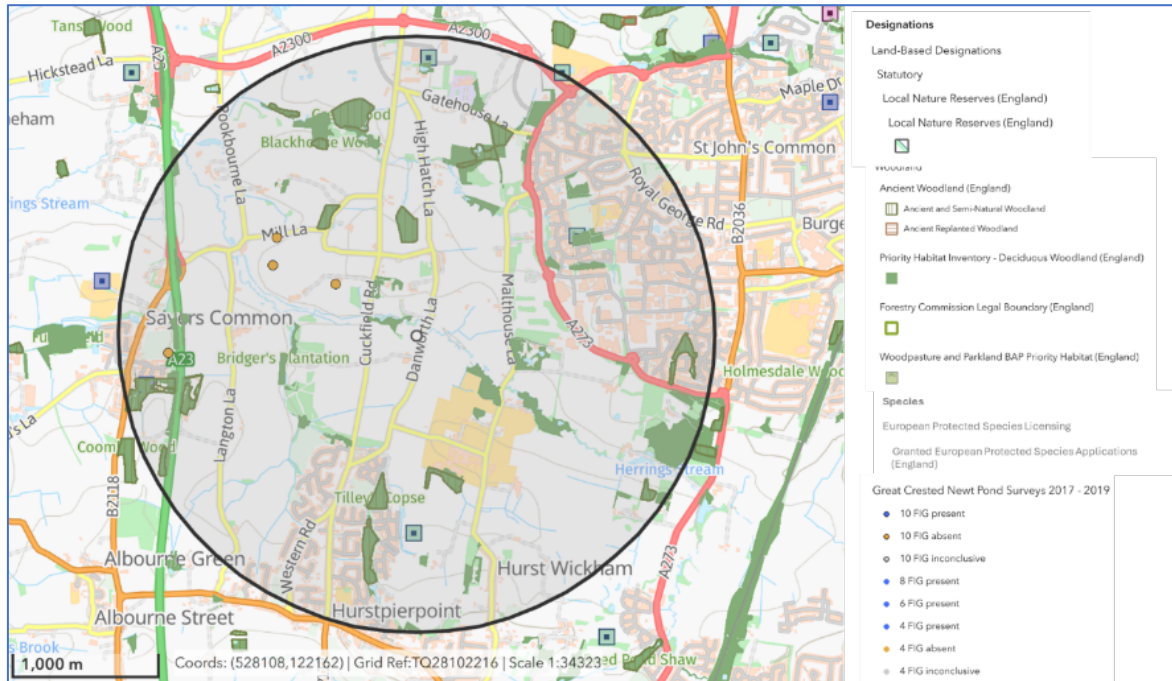 Tans Wood
A2300
A2300
A23
Hickstead La
Maple Dr
Gatehouse La
Blackhouse Wood
Rookbourne La
High Hatch La
St John's Common
Royal George Rd
B2036
Burge
ings Stream
Mill La
Malthouse La
Cuckfield Rd
Danworth La
Sayers Common
A23
Bridger's Plantation
A273
Holmesdale Wood
Langton La
B2118
Herrings Stream
Tilley's Copse
Western Rd
A273
Albourne Green
Hurst Wickham
Albourne Street
Hurstpierpoint
s Brook
Pond Shaw
1,000 m
Coords: (528108,122162) | Grid Ref:TQ28102216 | Scale 1:34323
Designations
Land-Based Designations
Statutory
Local Nature Reserves (England)
Local Nature Reserves (England)
Woodland
Ancient Woodland (England)
Ancient and Semi-Natural Woodland
Ancient Replanted Woodland
Priority Habitat Inventory - Deciduous Woodland (England)
Forestry Commission Legal Boundary (England)
Woodpasture and Parkland BAP Priority Habitat (England)
Species
European Protected Species Licensing
Granted European Protected Species Applications
(England)
Great Crested Newt Pond Surveys 2017 - 2019
10 FIG present
10 FIG absent
10 FIG inconclusive
8 FIG present
6 FIG present
4 FIG present
4 FIG absent
4 FIG inconclusive